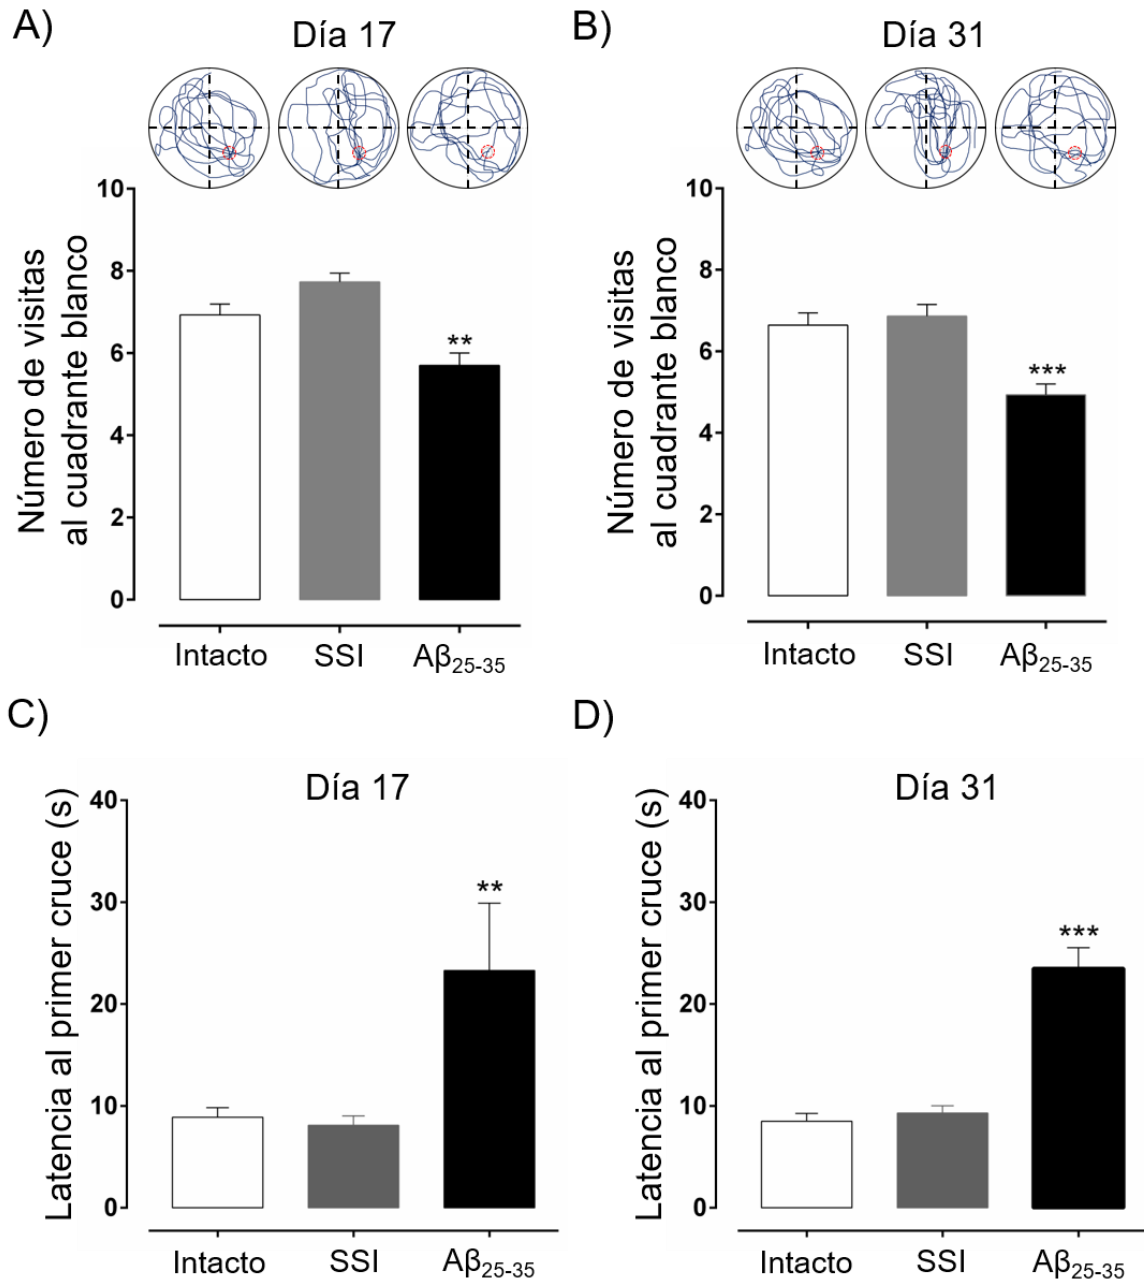 A)
Día 17
10
8
6
4
2
0
Número de visitas
al cuadrante blanco
**
Intacto
SSI
Aβ25-35
B)
Día 31
10
8
6
4
2
0
Número de visitas
al cuadrante blanco
***
Intacto
SSI
Aβ25-35
C)
Día 17
40
30
20
10
0
Latencia al primer cruce (s)
**
Intacto
SSI
Aβ25-35
D)
Día 31
40
30
20
10
0
Latencia al primer cruce (s)
***
Intacto
SSI
Aβ25-35